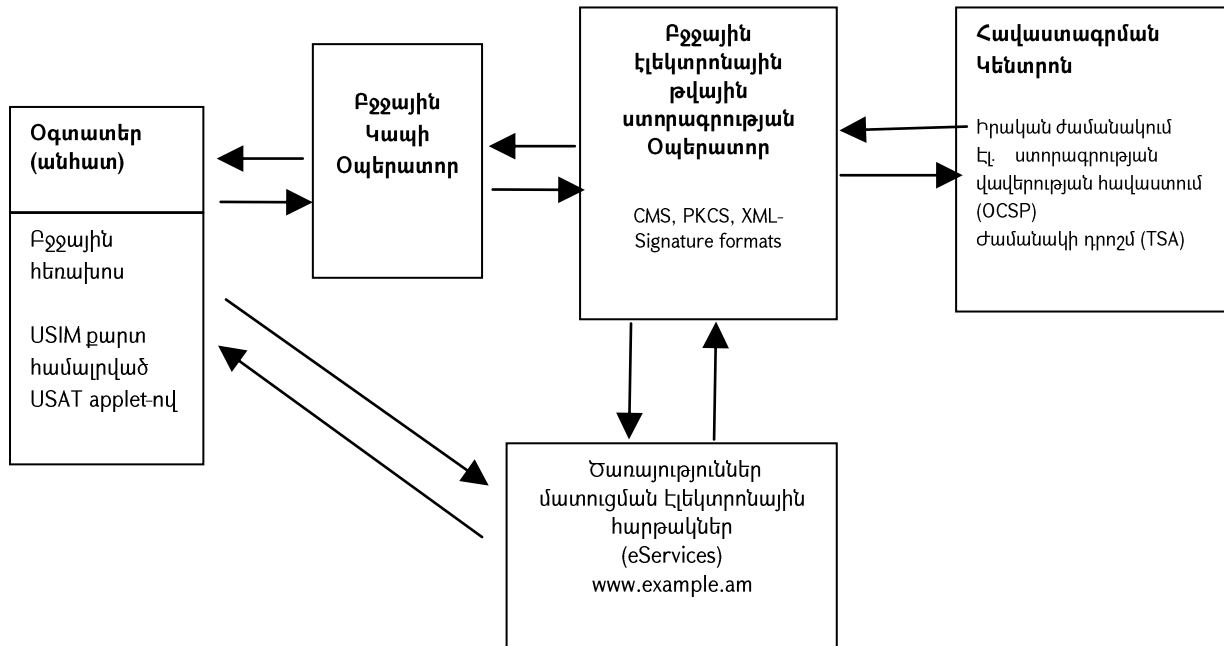 Օգտատեր
(անհատ)
Բջջային
հեռախոս
USIM քարտ
համալրված
USAT applet-ով
Բջջային
Կապի
Օպերատոր
Բջջային
էլեկտրոնային
թվային
ստորագրության
Օպերատոր
CMS, PKCS, XML-
Signature formats
Հավաստագրման
Կենտրոն
Իրական ժամանակում
Էլ. ստորագրության
վավերության հավաստում
(OCSP)
Ժամանակի դրոշմ (TSA)
Ծառայություններ
մատուցման Էլեկտրոնային
հարթակներ
(eServices)
www.example.am